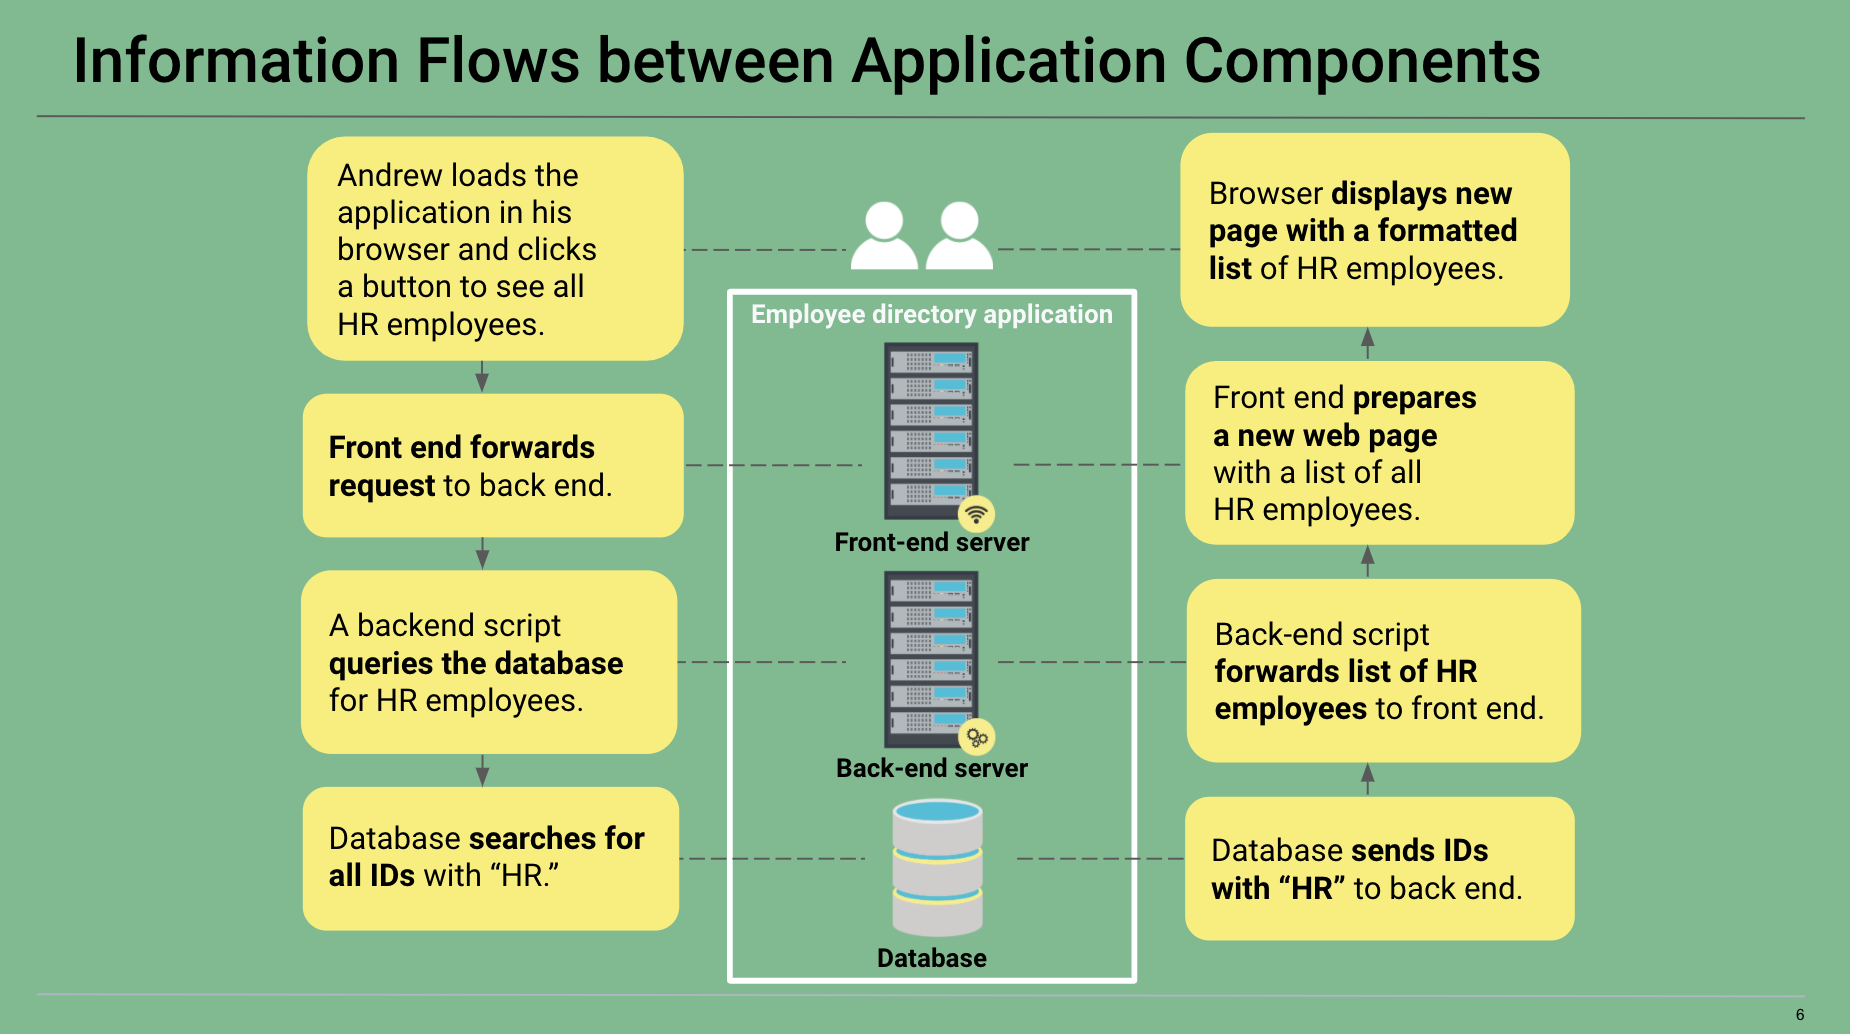 Information Flows between Application Components
Andrew loads the
application in his
browser and clicks
a button to see all
HR employees.
Front end forwards
request to back end.
A backend script
queries the database
for HR employees.
Database searches for
all IDs with “HR.”
Employee directory application
Front-end server
Back-end server
Database
Browser displays new
page with a formatted
list of HR employees.
Front end prepares
a new web page
with a list of all
HR employees.
Back-end script
forwards list of HR
employees to front end.
Database sends IDs
with “HR” to back end.
6